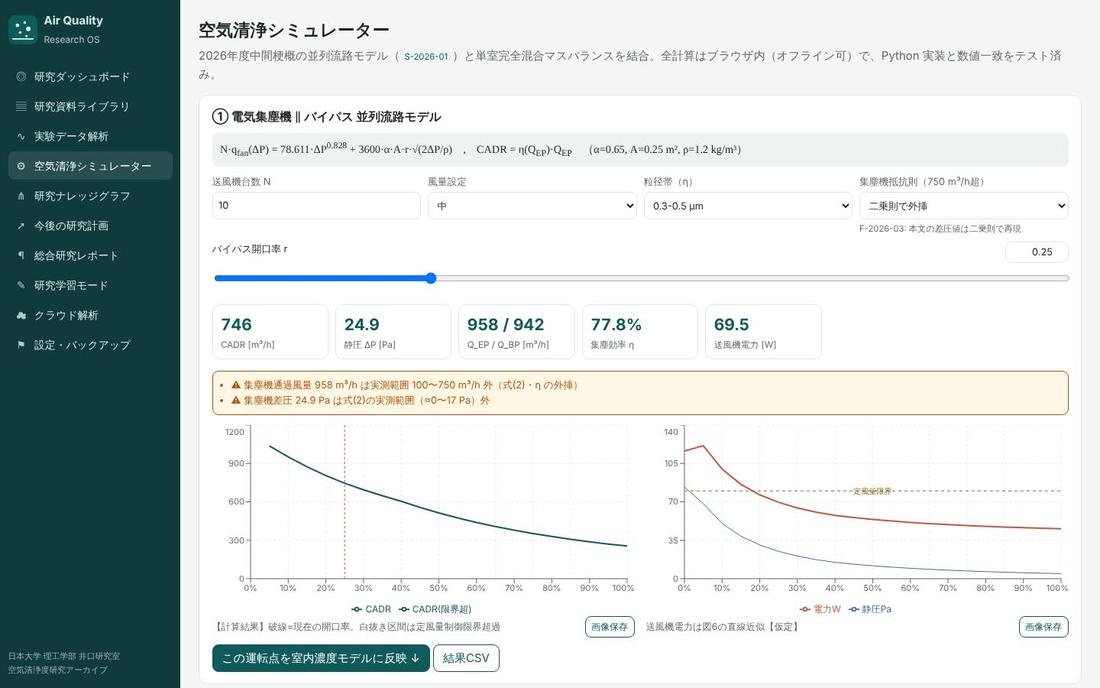 Air Quality
Research OS
研究ダッシュボード
研究資料ライブラリ
実験データ解析
空気清浄シミュレーター
研究ナレッジグラフ
今後の研究計画
総合研究レポート
研究学習モード
クラウド解析
設定・バックアップ
日本大学 理工学部 井口研究室
空気清浄度研究アーカイブ
空気清浄シミュレーター
2026年度中間梗概の並列流路モデル（ S-2026-01 ）と単室完全混合マスバランスを結合。全計算はブラウザ内（オフライン可）で、Python 実装と数値一致をテスト済
み。
① 電気集塵機 ∥ バイパス 並列流路モデル
N·qfan(ΔP) = 78.611·ΔP^0.828 + 3600·α·A·r·√(2ΔP/ρ) , CADR = η(QEP)·QEP （α=0.65, A=0.25 m², ρ=1.2 kg/m³）
送風機台数 N
風量設定
粒径帯（η）
集塵機抵抗則（750 m³/h超）
10
中
0.3-0.5 μm
二乗則で外挿
F-2026-03: 本文の差圧値は二乗則で再現
バイパス開口率 r
0.25
746
CADR [m³/h]
24.9
静圧 ΔP [Pa]
958 / 942
Q_EP / Q_BP [m³/h]
77.8%
集塵効率 η
69.5
送風機電力 [W]
• ⚠ 集塵機通過風量 958 m³/h は実測範囲 100〜750 m³/h 外（式(2)・η の外挿）
• ⚠ 集塵機差圧 24.9 Pa は式(2)の実測範囲（≈0〜17 Pa）外
1200
900
600
300
0
0% 10% 20% 30% 40% 50% 60% 70% 80% 90% 100%
CADR CADR(限界超)
【計算結果】破線=現在の開口率。白抜き区間は定風量制御限界超過
画像保存
140
105
70
35
0
定風量限界
0% 10% 20% 30% 40% 50% 60% 70% 80% 90% 100%
電力W 静圧Pa
送風機電力は図6の直線近似【仮定】
画像保存
この運転点を室内濃度モデルに反映 ↓
結果CSV